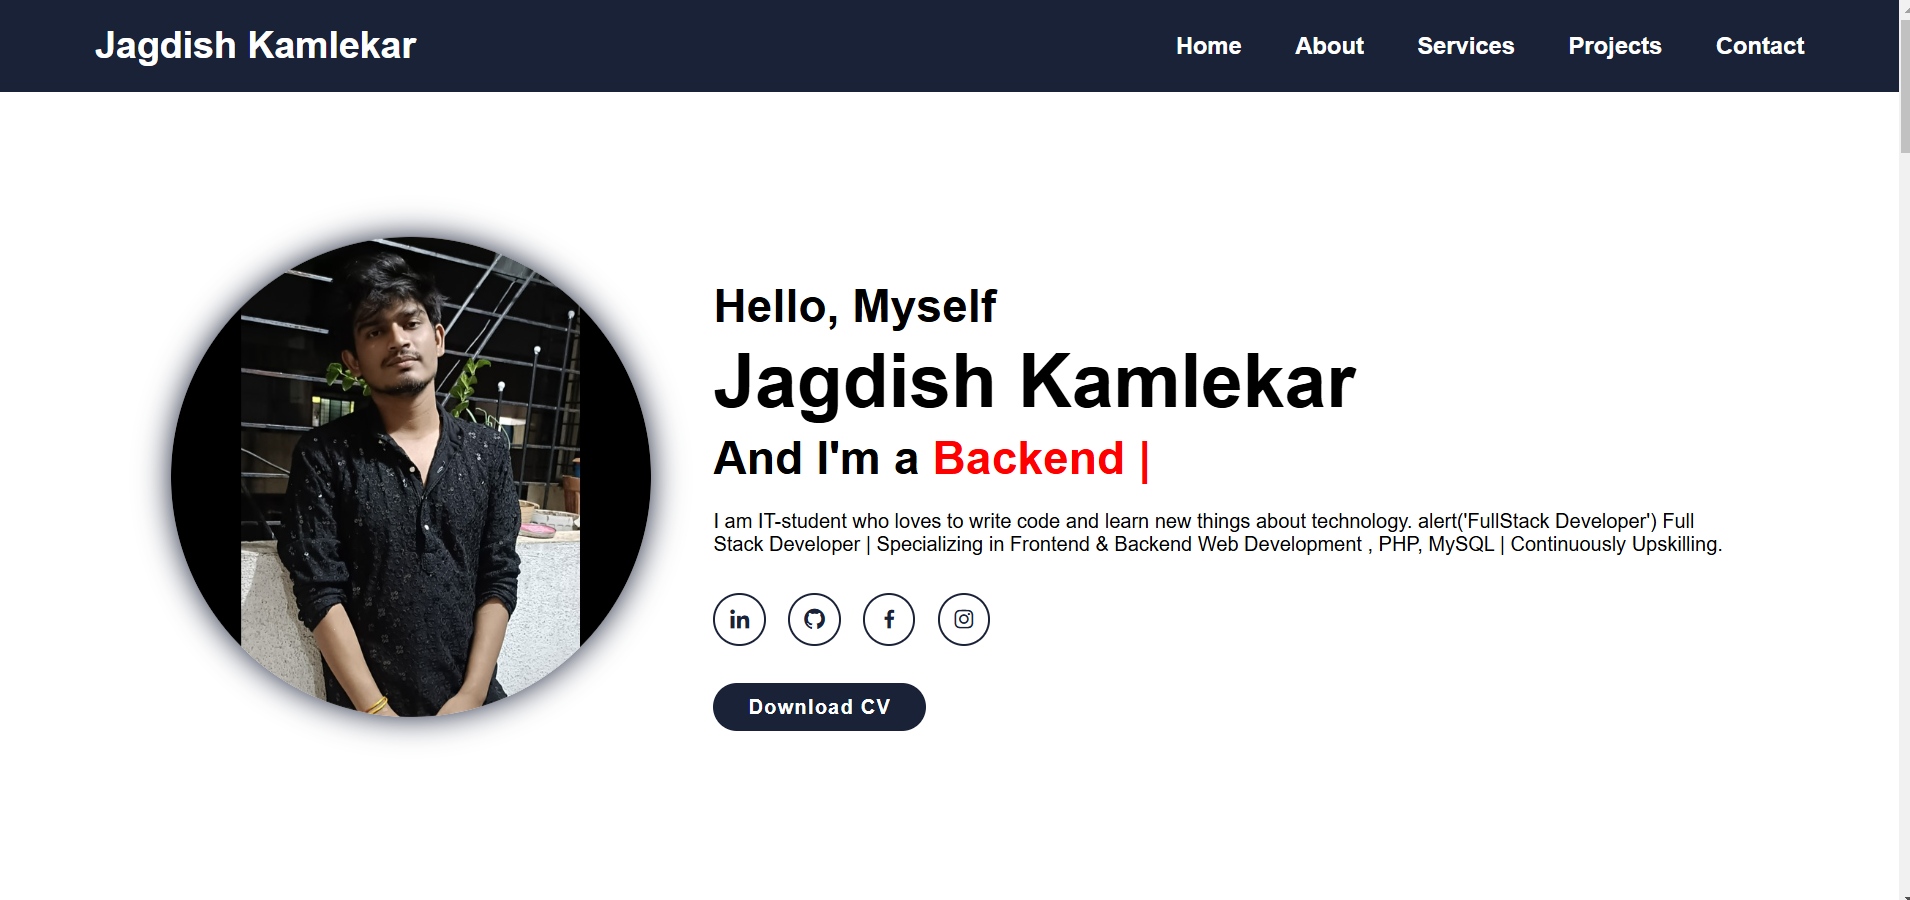 Jagdish Kamlekar
Home About Services Projects Contact
Hello, Myself
Jagdish Kamlekar
And I'm a Backend |
I am IT-student who loves to write code and learn new things about technology. alert('FullStack Developer') Full
Stack Developer | Specializing in Frontend & Backend Web Development , PHP, MySQL | Continuously Upskilling.
in
f
Download CV